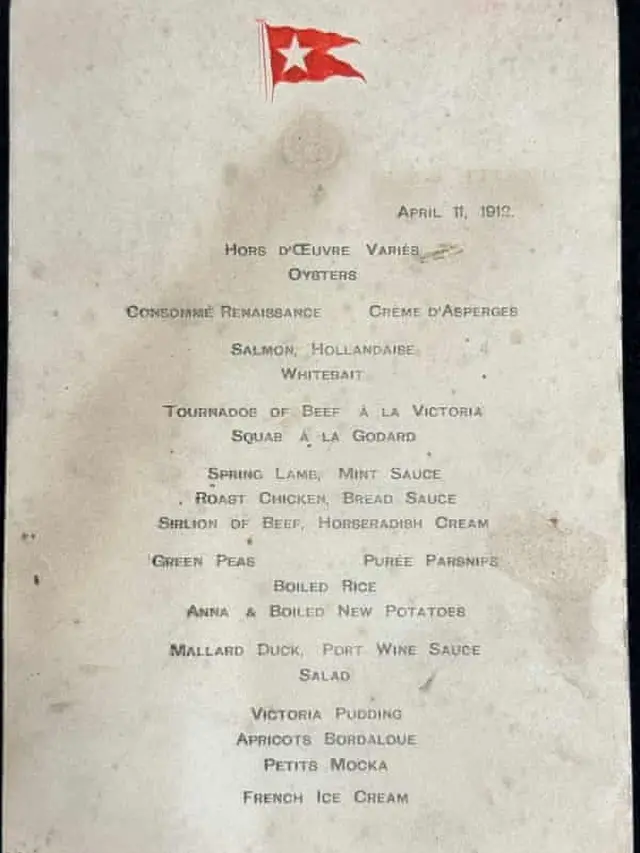 APRIL 11, 1912.
HORS D'ŒUVRE VARIÉS
OYSTERS
CONSOMMÉ RENAISSANCE CRÈME D'ASPERGES
SALMON, HOLLANDAISE
WHITEBAIT
TOURNADOE OF BEEF À LA VICTORIA
SQUAB À LA GODARD
SPRING LAMB, MINT SAUCE
ROAST CHICKEN, BREAD SAUCE
SIRLION OF BEEF, HORSERADISH CREAM
GREEN PEAS PURÉE PARSNIPS
BOILED RICE
ANNA & BOILED NEW POTATOES
MALLARD DUCK, PORT WINE SAUCE
SALAD
VICTORIA PUDDING
APRICOTS BORDALOUE
PETITS MOCKA
FRENCH ICE CREAM